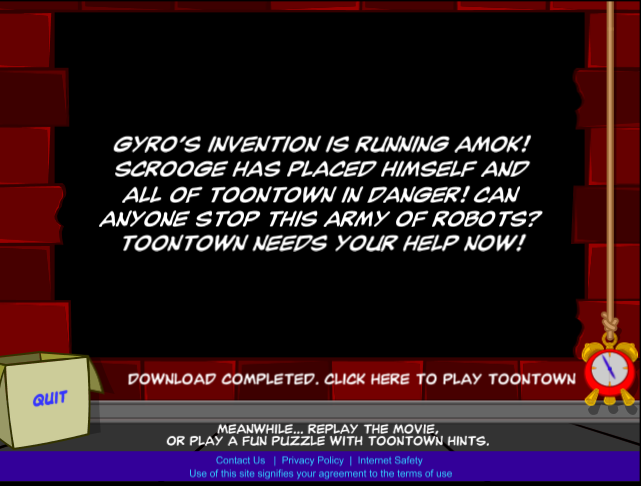 GYRO'S INVENTION IS RUNNING AMOK!
SCROOGE HAS PLACED HIMSELF AND
ALL OF TOONTOWN IN DANGER! CAN
ANYONE STOP THIS ARMY OF ROBOTS?
TOONTOWN NEEDS YOUR HELP NOW!
DOWNLOAD COMPLETED. CLICK HERE TO PLAY TOONTOWN
QUIT
MEANWHILE... REPLAY THE MOVIE,
OR PLAY A FUN PUZZLE WITH TOONTOWN HINTS.
Contact Us | Privacy Policy | Internet Safety
Use of this site signifies your agreement to the terms of use